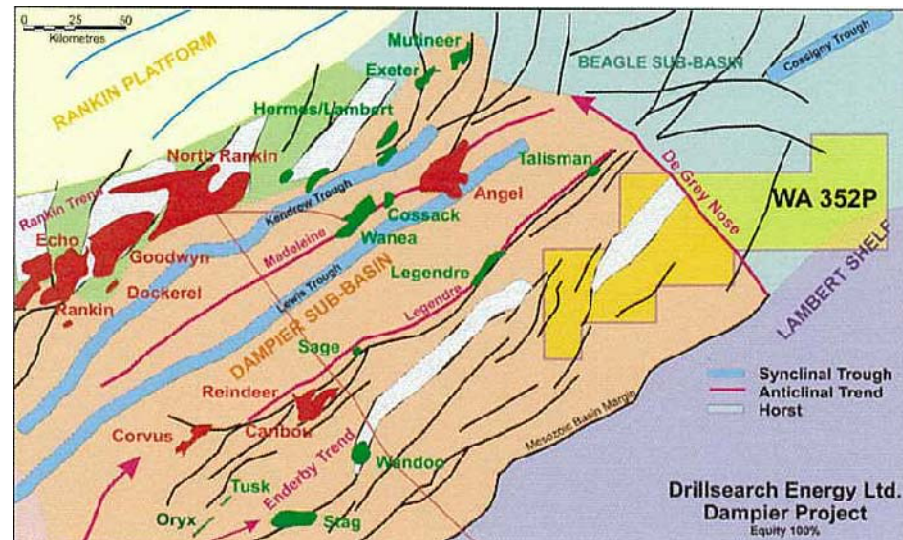 0 25 50
Kilometres
RANKIN PLATFORM
Mutineer
Exeter
BEAGLE SUB-BASIN
Cossigny Trough
Hermes/Lambert
North Rankin
Talisman
De Grey Nose
WA 352P
Rankin Trend
Kendrew Trough
Angel
Cossack
Madeleine
Wanea
Echo
Goodwyn
Dockerel
Rankin
Lewis Trough
Legendre
Legendre
DAMPIER SUB-BASIN
LAMBERT SHELF
Sage
Reindeer
Caribou
Corvus
Enderby Trend
Wandoo
Tusk
Oryx
Stag
Mesozoic Basin Margin
Synclinal Trough
Anticlinal Trend
Horst
Drillsearch Energy Ltd.
Dampier Project
Equity 100%